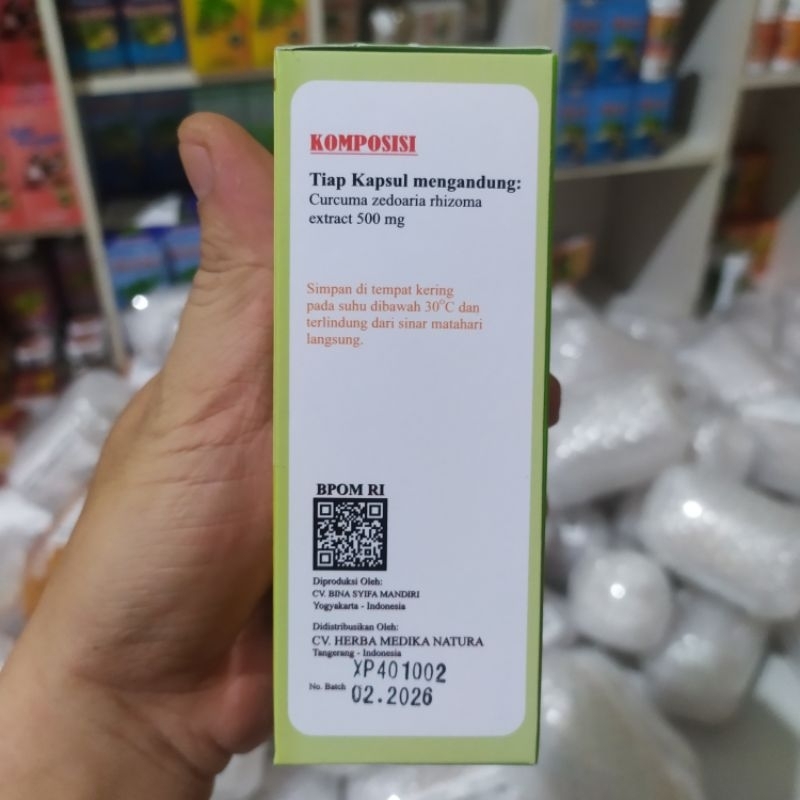 KOMPOSISI
Tiap Kapsul mengandung:
Curcuma zedoaria rhizoma
extract 500 mg
Simpan di tempat kering
pada suhu dibawah 30°C dan
terlindung dari sinar matahari
langsung.
BPOM RI
Diproduksi Oleh:
CV. BINA SYIFA MANDIRI
Yogyakarta - Indonesia
Didistribusikan Oleh:
CV. HERBA MEDIKA NATURA
Tangerang - Indonesia
XP401002
No. Batch 02.2026